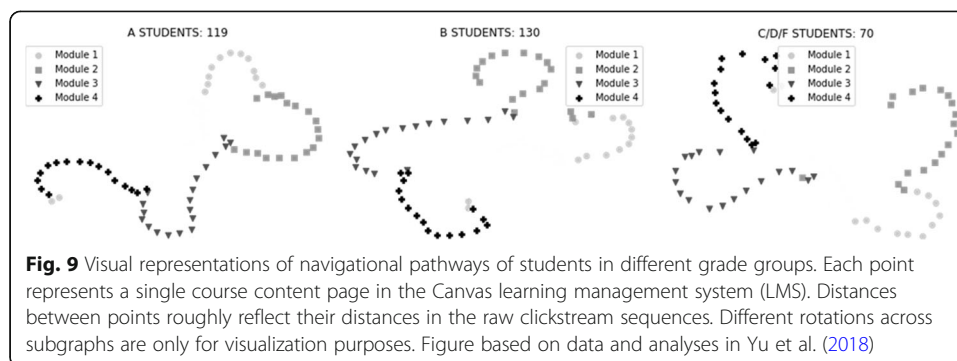 A STUDENTS: 119
Module 1
Module 2
Module 3
Module 4
B STUDENTS: 130
Module 1
Module 2
Module 3
Module 4
C/D/F STUDENTS: 70
Module 1
Module 2
Module 3
Module 4
Fig. 9 Visual representations of navigational pathways of students in different grade groups. Each point
represents a single course content page in the Canvas learning management system (LMS). Distances
between points roughly reflect their distances in the raw clickstream sequences. Different rotations across
subgraphs are only for visualization purposes. Figure based on data and analyses in Yu et al. (2018)